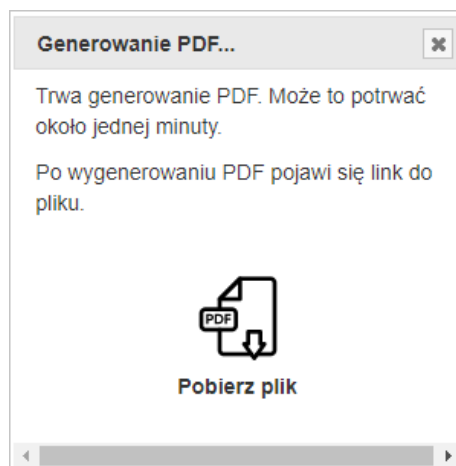 Generowanie PDF...
Trwa generowanie PDF. Może to potrwać
około jednej minuty.
Po wygenerowaniu PDF pojawi się link do
pliku.
PDF
Pobierz plik